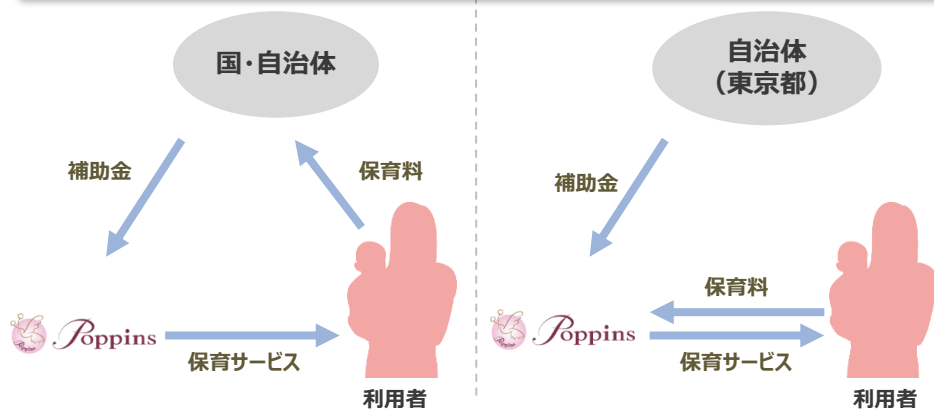 国・自治体
補助金
保育料
Poppins
保育サービス
利用者
自治体
（東京都）
補助金
保育料
Poppins
保育サービス
利用者